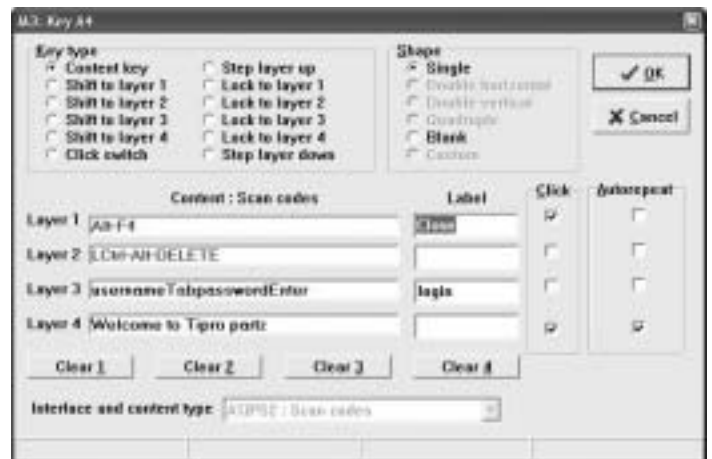 M3: Key A4
Key type
Content key
Shift to layer 1
Shift to layer 2
Shift to layer 3
Shift to layer 4
Click switch
Step layer up
Lock to layer 1
Lock to layer 2
Lock to layer 3
Lock to layer 4
Step layer down
Shape
Single
Double horizontal
Double vertical
Quadruple
Blank
Custom
OK
Cancel
Content : Scan codes
Label
Click
Autorepeat
Layer 1 Alt-F4 Close
Layer 2 LCtrl-Alt-DELETE
Layer 3 usernameTabpasswordEnter login
Layer 4 Welcome to Tipro
Clear 1
Clear 2
Clear 3
Clear 4
Interface and content type AT/PS2 : Scan codes